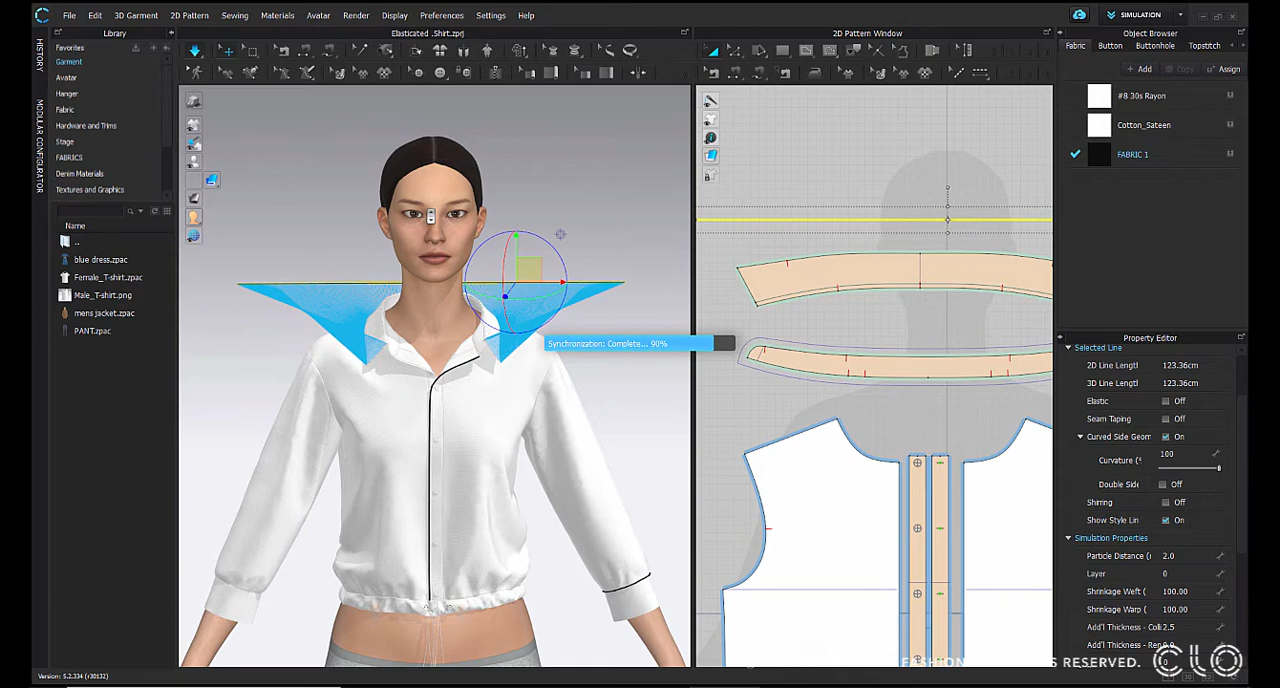 File Edit 3D Garment 2D Pattern Sewing Materials Avatar Render Display Preferences Settings Help
SIMULATION
Library
Elasticated .Shirt.zprj
2D Pattern Window
Object Browser
HISTORY
MODULAR CONFIGURATOR
Favorites
Garment
Avatar
Hanger
Fabric
Hardware and Trims
Stage
FABRICS
Denim Materials
Textures and Graphics
Name
..
blue dress.zpac
Female_T-shirt.zpac
Male_T-shirt.png
mens jacket.zpac
PANT.zpac
Synchronization: Complete... 90%
Fabric Button Buttonhole Topstitch
+ Add Copy Assign
#8 30s Rayon
Cotton_Sateen
FABRIC 1
Property Editor
Selected Line
2D Line Lengtl 123.36cm
3D Line Lengtl 123.36cm
Elastic Off
Seam Taping Off
Curved Side Geom On
Curvature (% 100
Double Side Off
Shirring Off
Show Style Lin On
Simulation Properties
Particle Distance (r 2.0
Layer 0
Shrinkage Weft ( 100.00
Shrinkage Warp ( 100.00
Add'l Thickness - Coll 2.5
Add'l Thickness - Ren
S RESERVED.
CLO
Version: 5.2.334 (r30132)